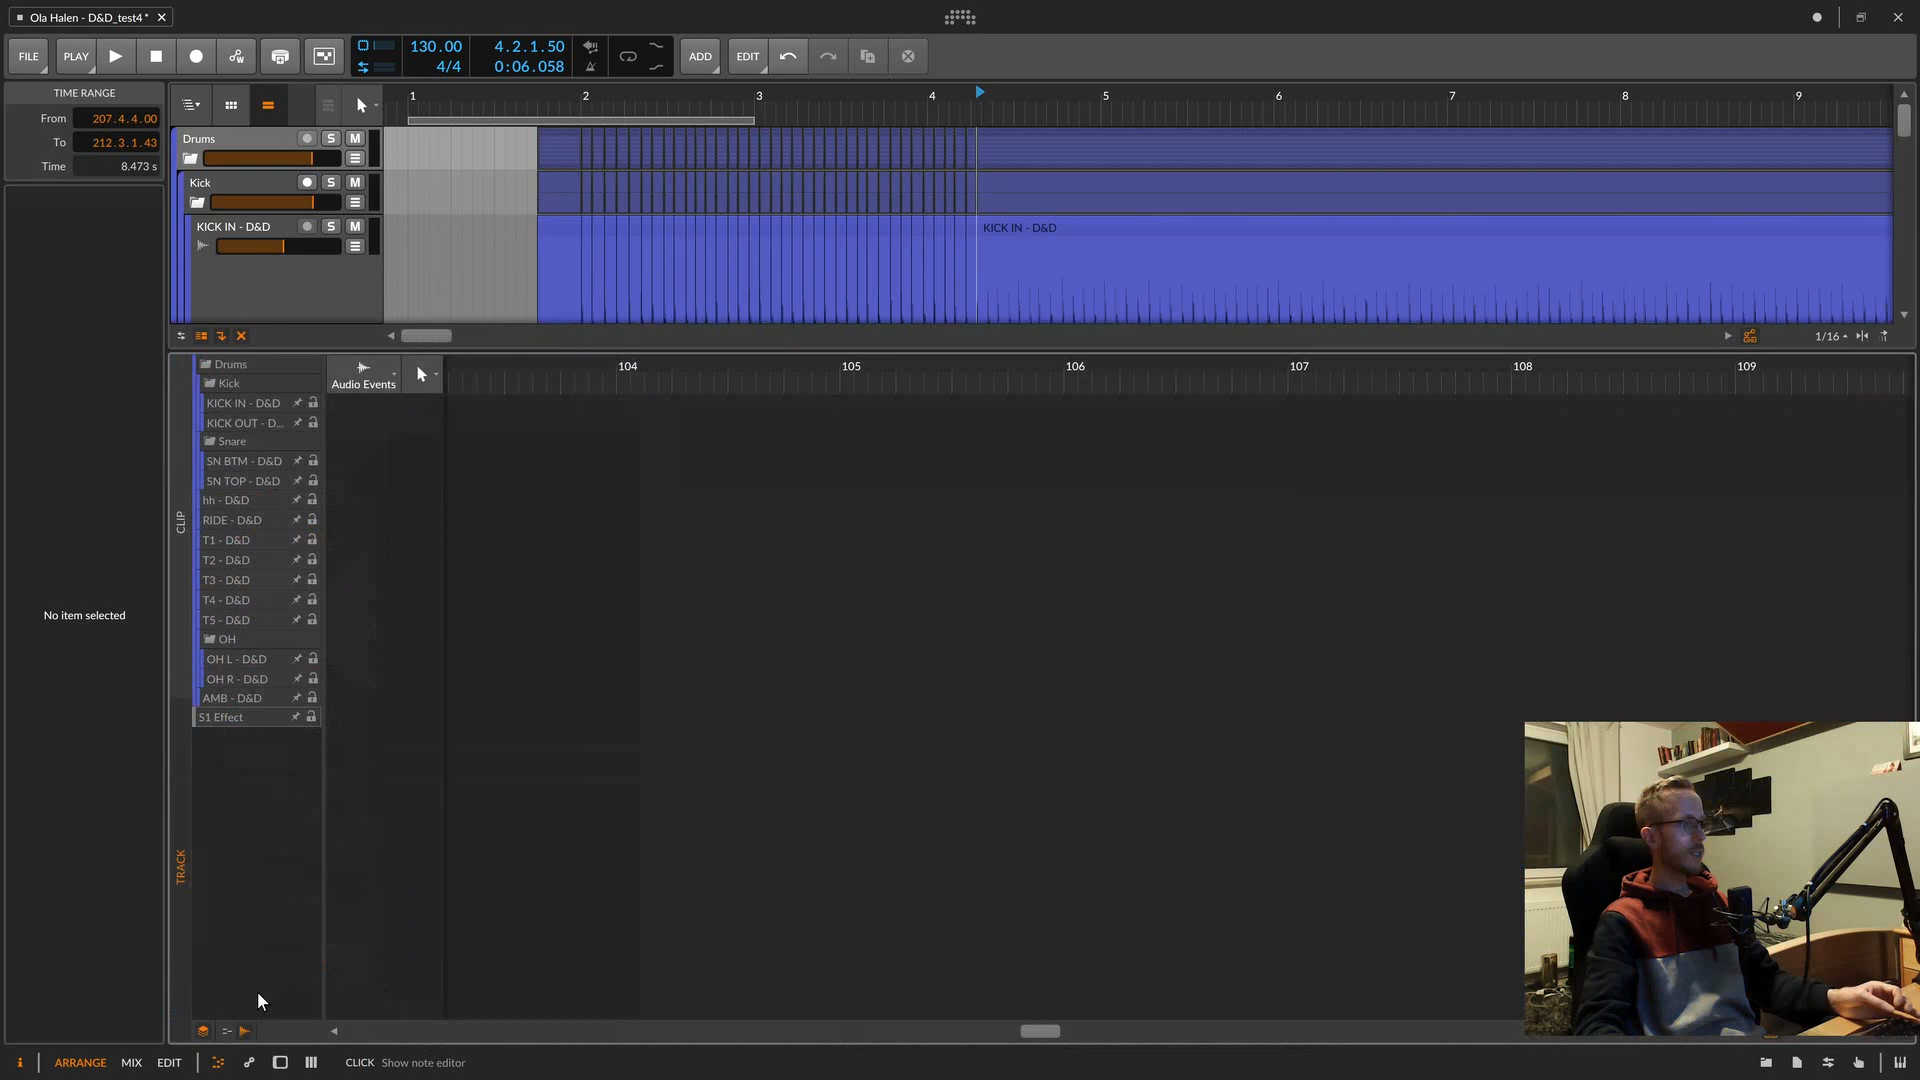 Ola Halen - D&D_test4*
FILE
PLAY
130.00
4/4
4.2.1.50
0:06.058
ADD
EDIT
TIME RANGE
From 207.4.4.00
To 212.3.1.43
Time 8.473 s
1 2 3 4 5 6 7 8 9
Drums S M
Kick S M
KICK IN - D&D S M
KICK IN - D&D
1/16
Drums
Kick
KICK IN - D&D
KICK OUT - D...
Snare
SN BTM - D&D
SN TOP - D&D
hh - D&D
RIDE - D&D
T1 - D&D
T2 - D&D
T3 - D&D
T4 - D&D
T5 - D&D
OH
OH L - D&D
OH R - D&D
AMB - D&D
S1 Effect
CLIP
TRACK
Audio Events
104 105 106 107 108 109
No item selected
i ARRANGE MIX EDIT
CLICK Show note editor